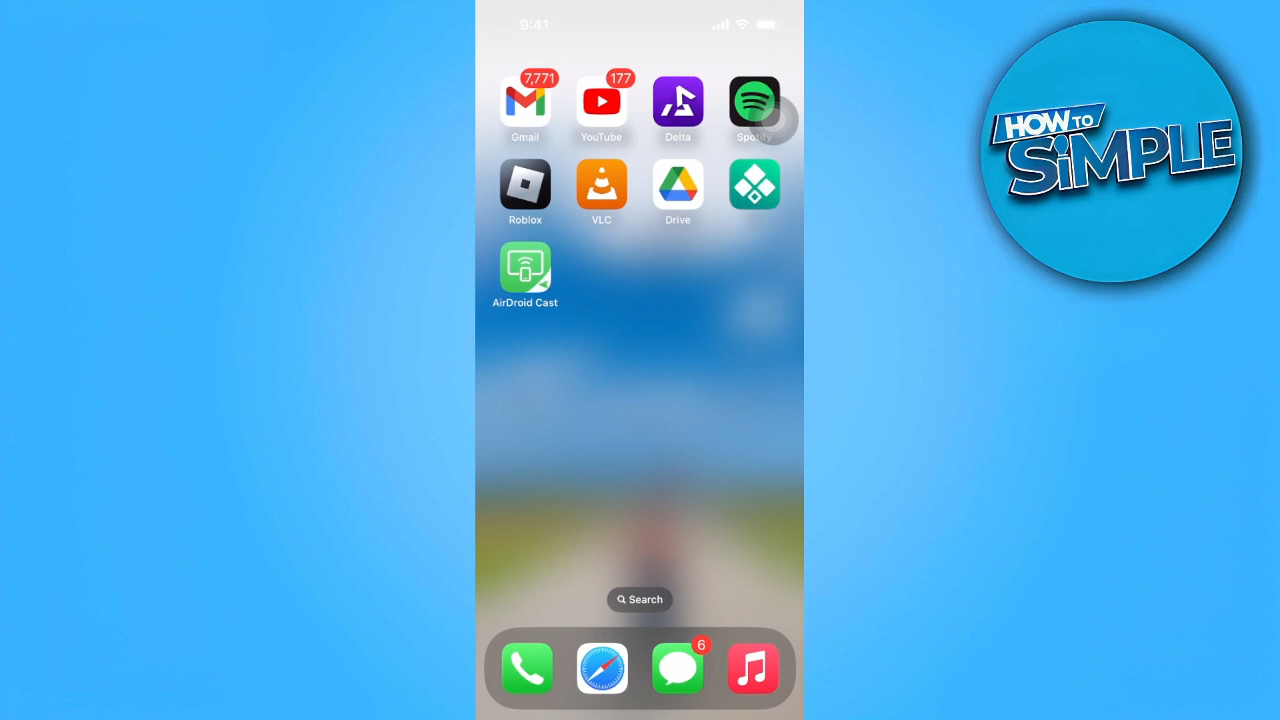 9:41
7,771
177
Gmail
YouTube
Delta
Spotify
Roblox
VLC
Drive
AirDroid Cast
Search
6
HOW TO
SiMPLE